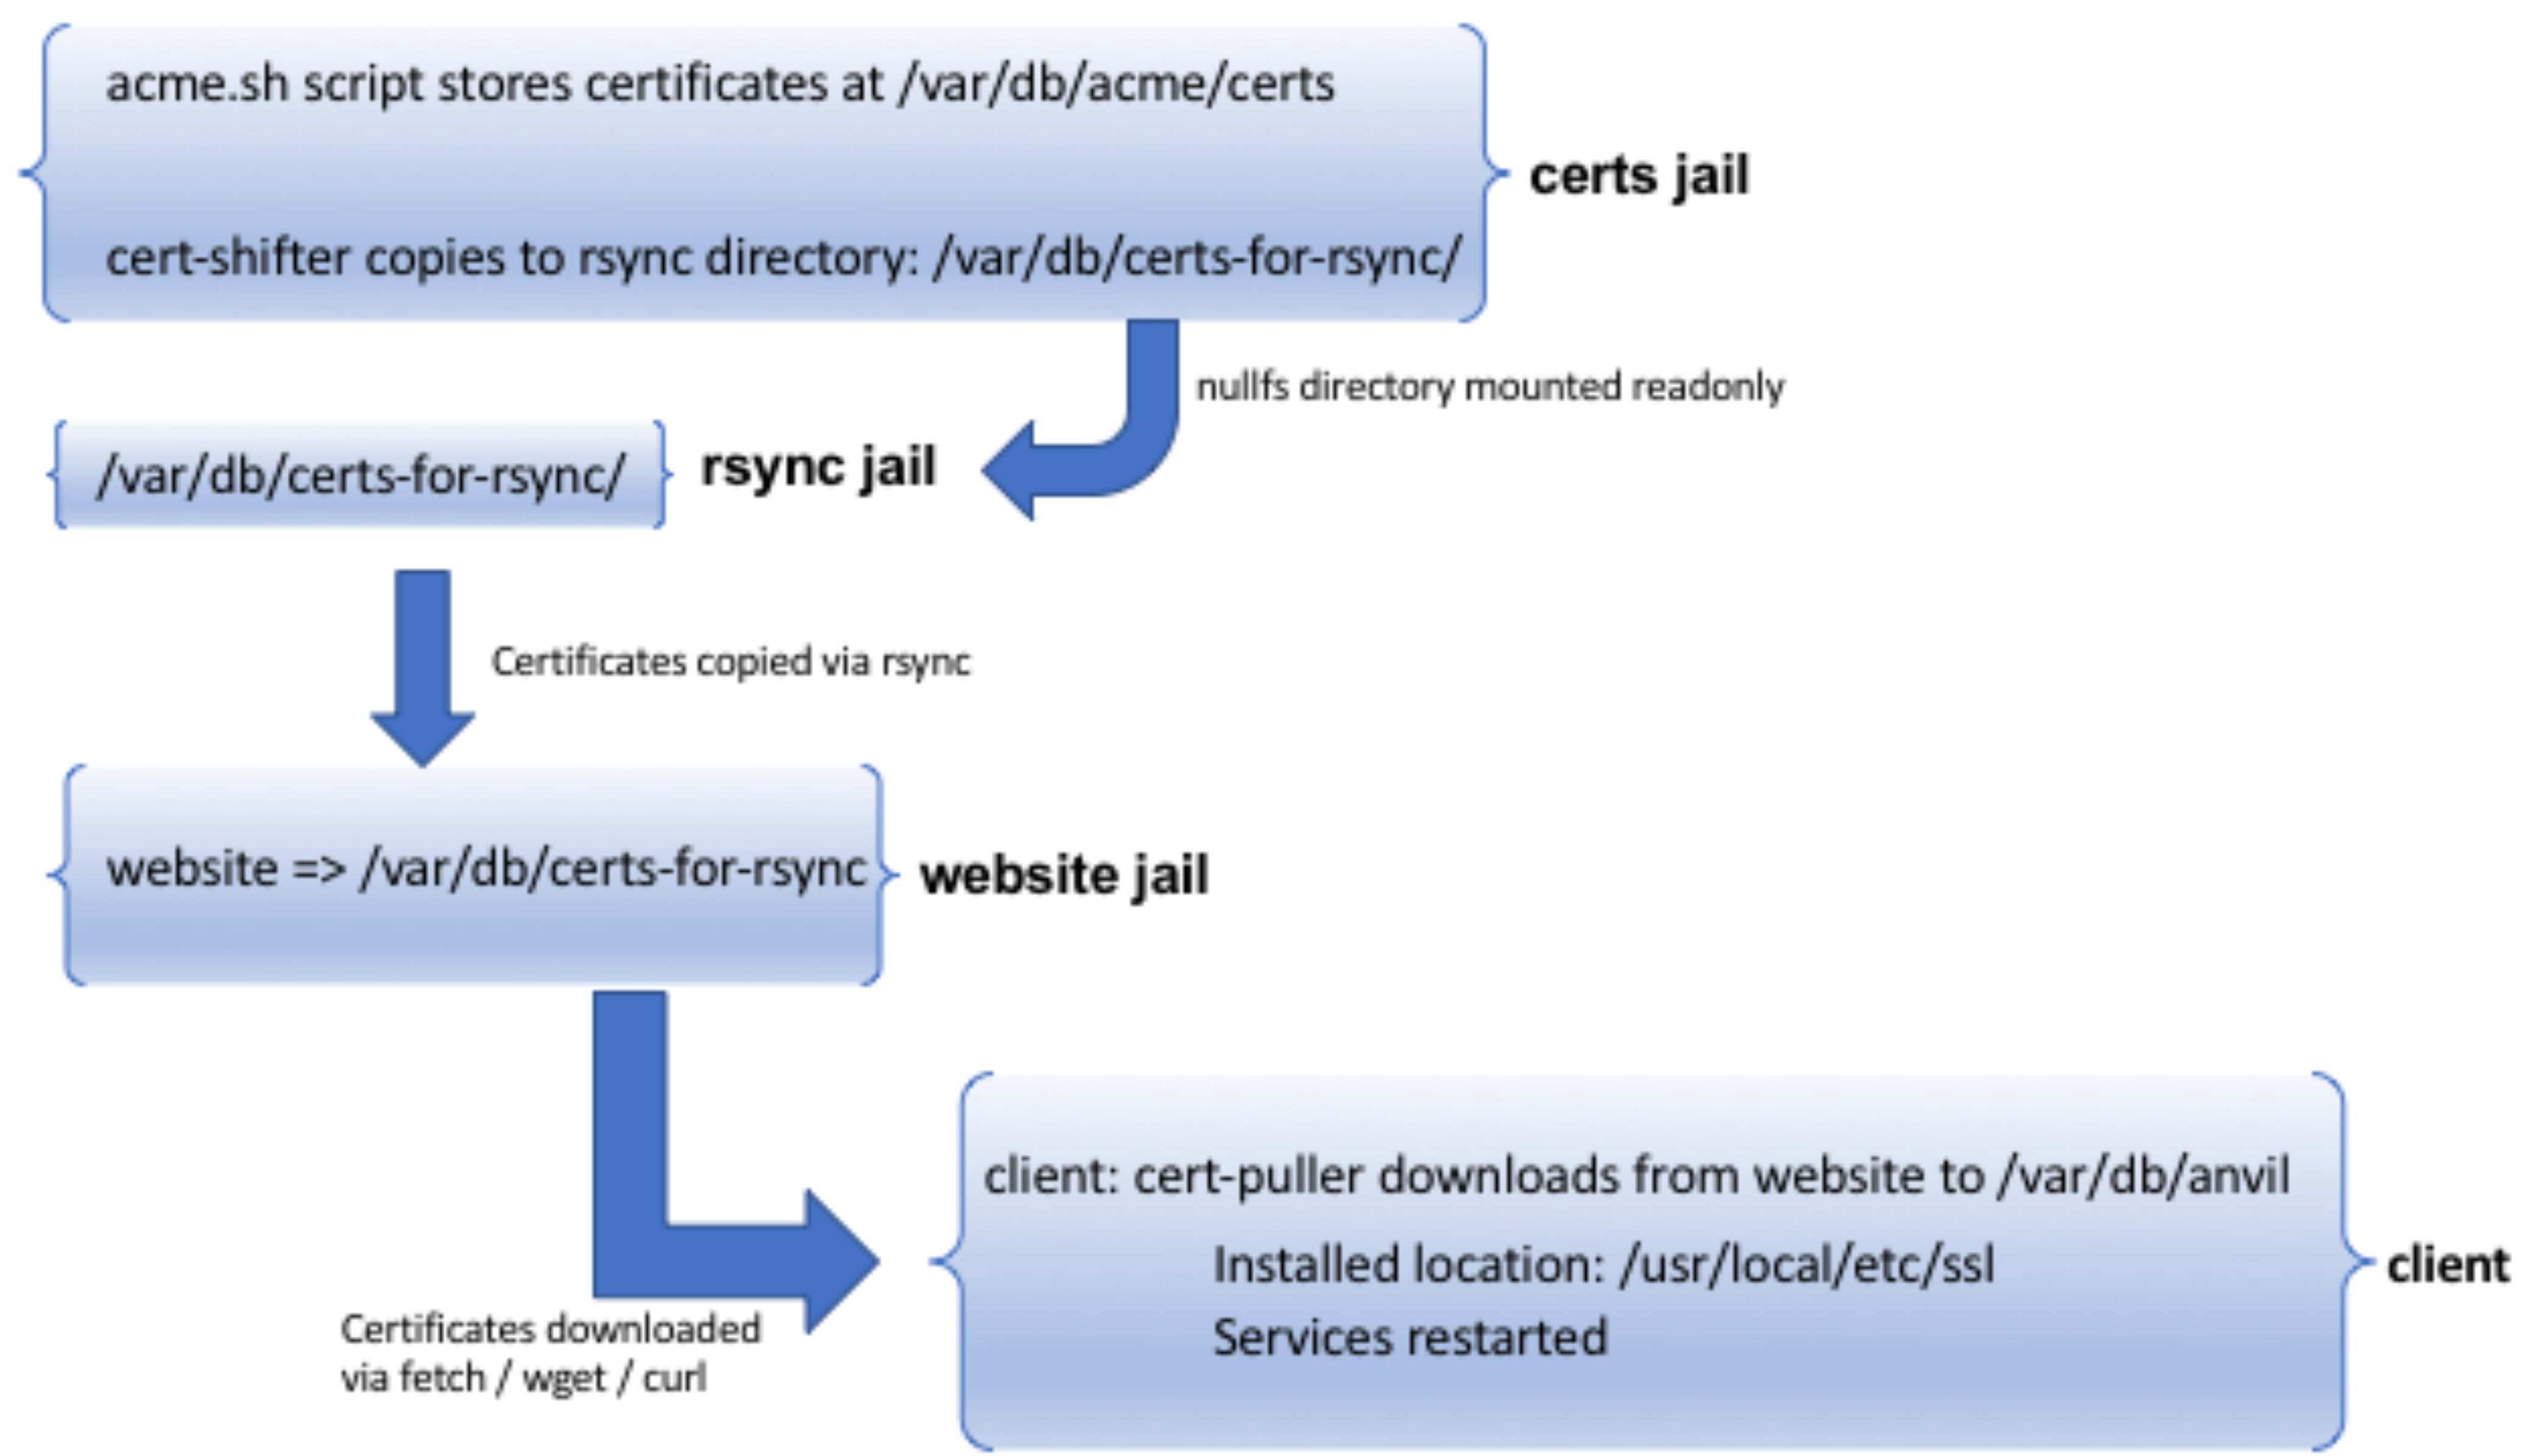 acme.sh script stores certificates at /var/db/acme/certs
certs jail
cert-shifter copies to rsync directory: /var/db/certs-for-rsync/
nullfs directory mounted readonly
/var/db/certs-for-rsync/
rsync jail
Certificates copied via rsync
website => /var/db/certs-for-rsync
website jail
client: cert-puller downloads from website to /var/db/anvil
Installed location: /usr/local/etc/ssl
client
Services restarted
Certificates downloaded
via fetch / wget / curl